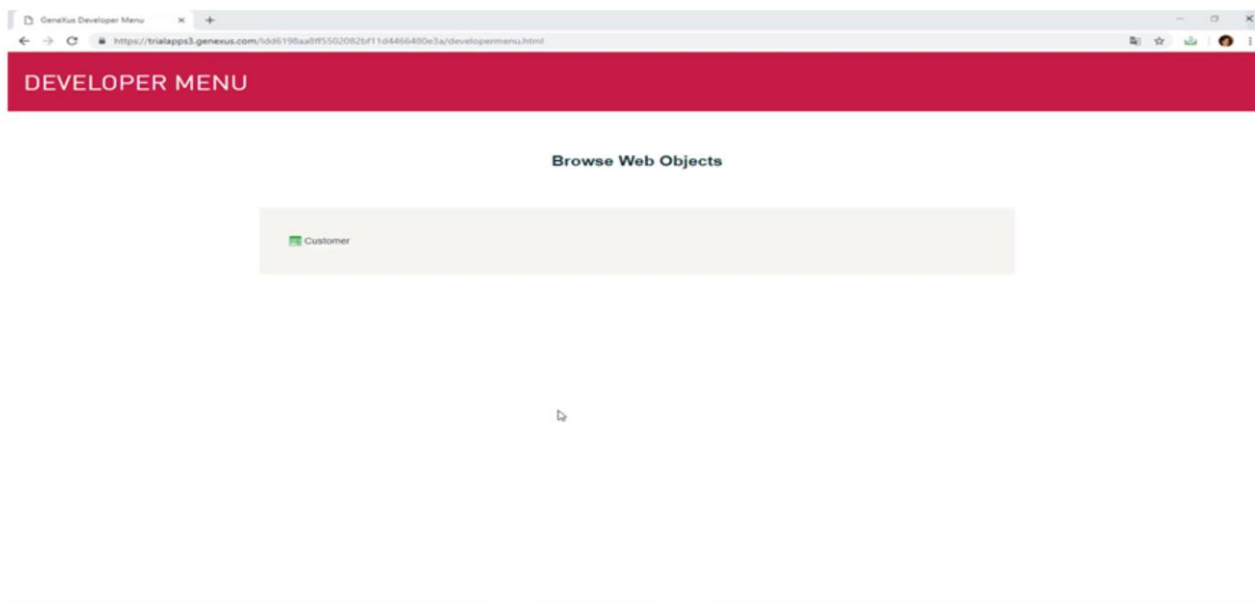 GeneXus Developer Menu
https://trialapps3.genexus.com/
DEVELOPER MENU
Browse Web Objects
Customer